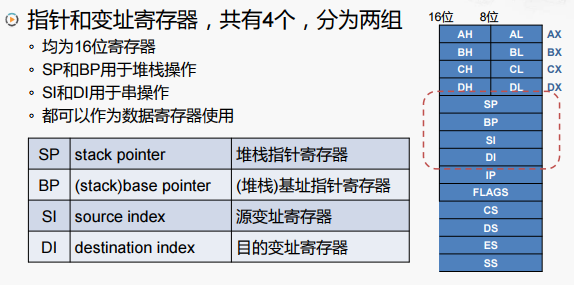 指针和变址寄存器，共有4个，分为两组
均为16位寄存器
SP和BP用于堆栈操作
SI和DI用于串操作
都可以作为数据寄存器使用
SP stack pointer 堆栈指针寄存器
BP (stack)base pointer (堆栈)基址指针寄存器
SI source index 源变址寄存器
DI destination index 目的变址寄存器
16位 8位
AH AL AX
BH BL BX
CH CL CX
DH DL DX
SP
BP
SI
DI
IP
FLAGS
CS
DS
ES
SS